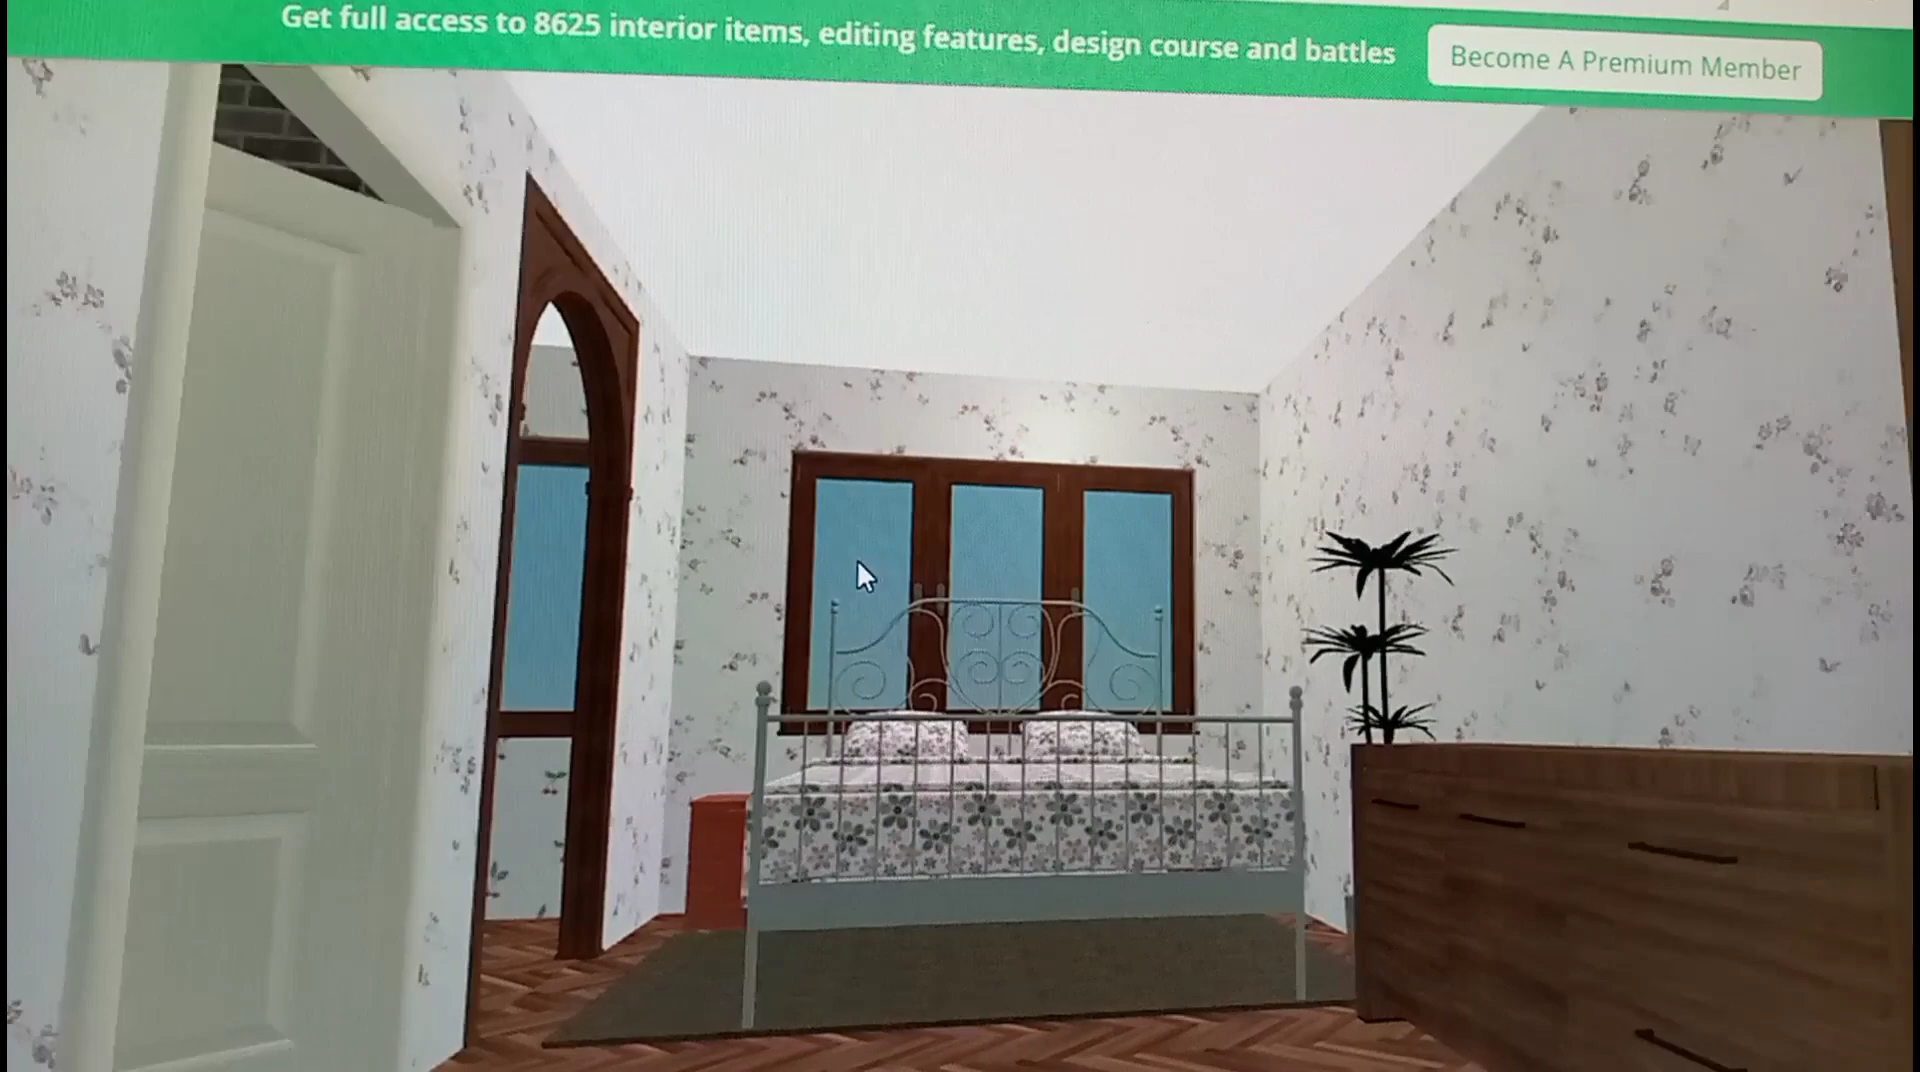 Get full access to 8625 interior items, editing features, design course and battles
Become A Premium Member